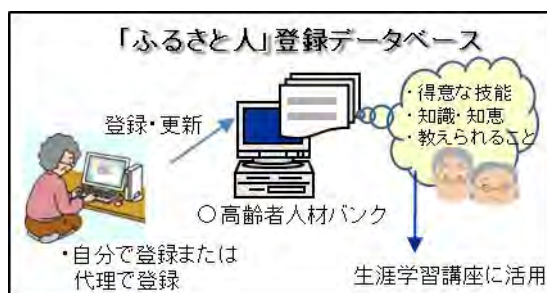 「ふるさと人」登録データベース
登録・更新
・得意な技能
・知識・知恵
・教えられること
○高齢者人材バンク
・自分で登録または
代理で登録
生涯学習講座に活用